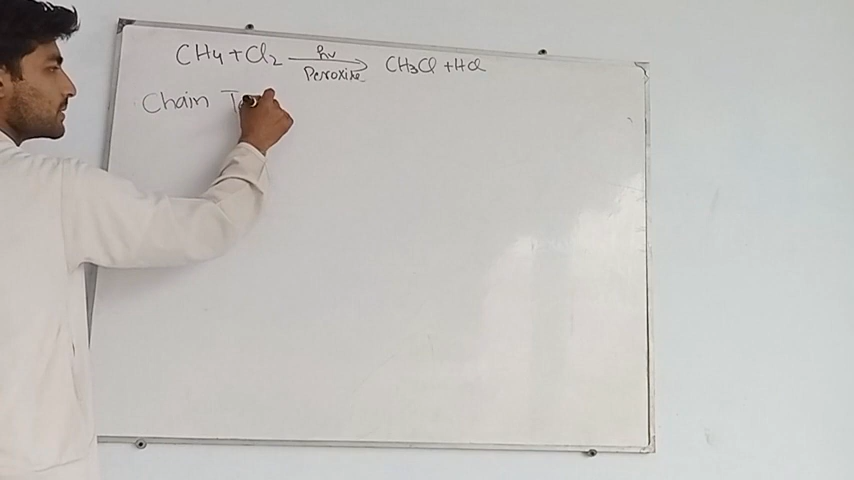 CH4 + Cl2 hν Peroxide CH3Cl + HCl
Chain